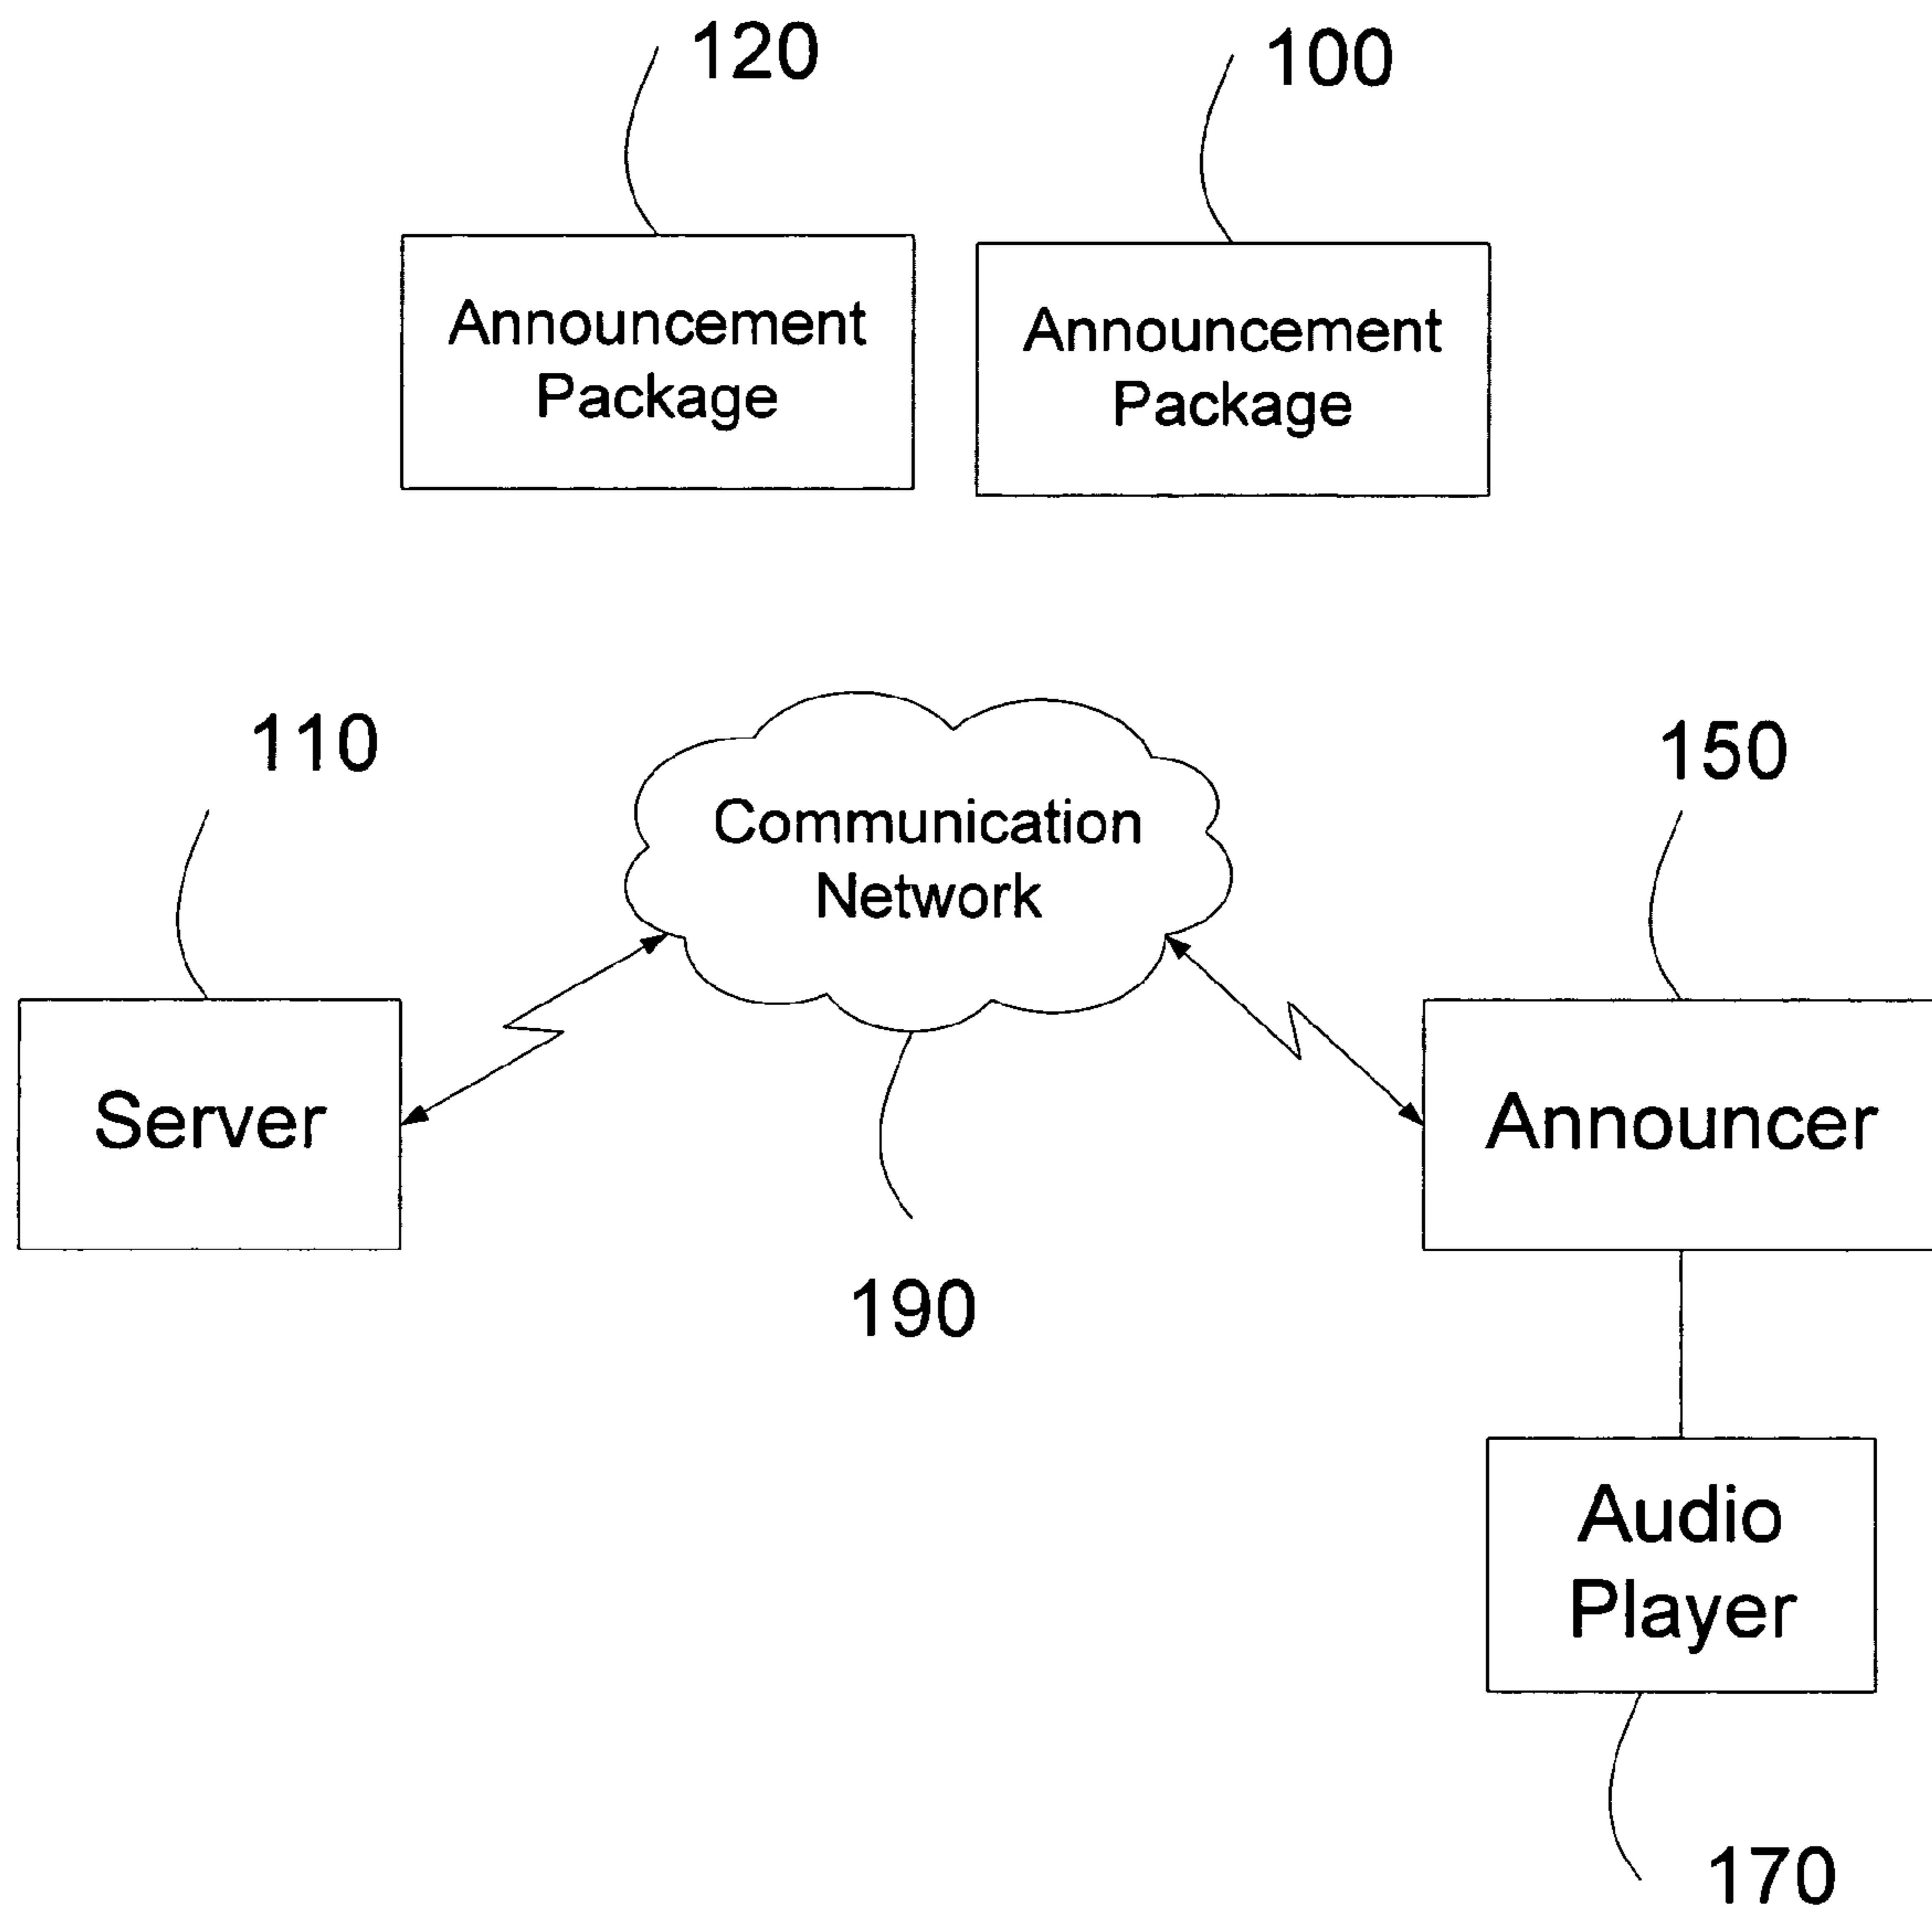 120
100
Announcement
Package
Announcement
Package
110
150
Communication
Network
Server
Announcer
190
Audio
Player
170